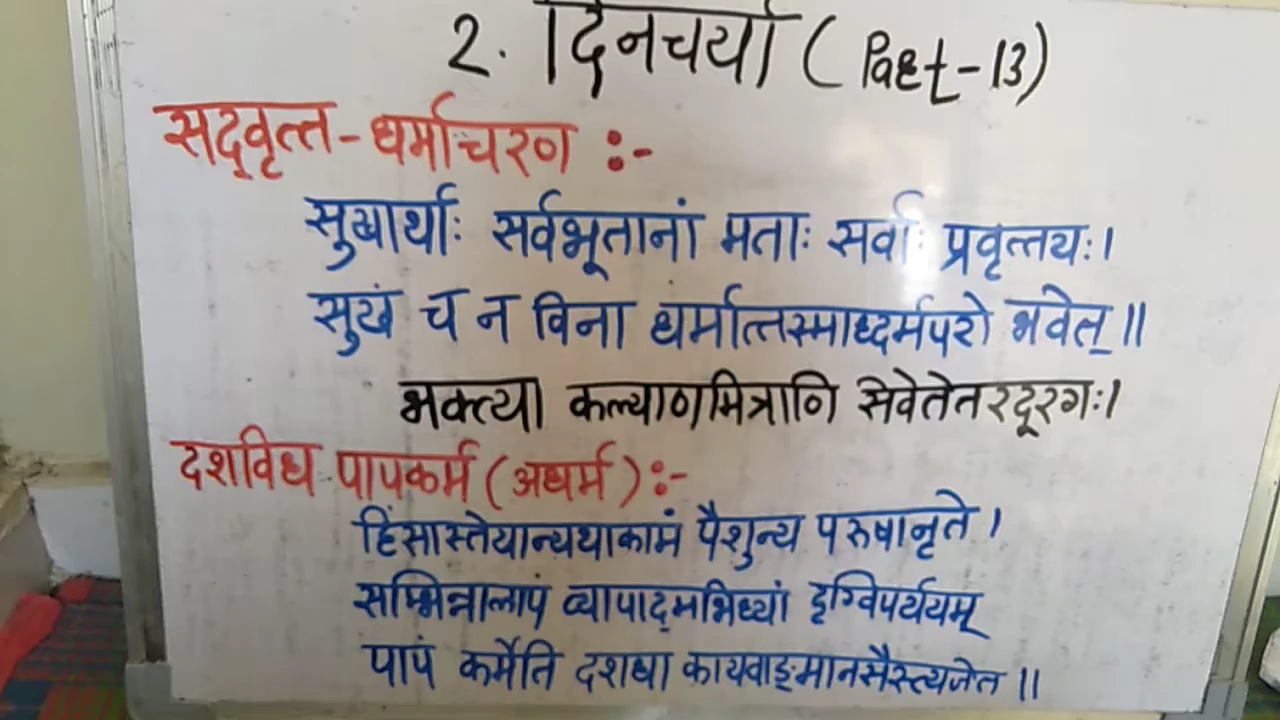 2. दिनचर्या ( Part - 13)
सद्‌वृत्त - धर्माचरण :-
सुखार्थाः सर्वभूतानां मताः सर्वाः प्रवृत्तयः।
सुखं च न विना धर्मात्तस्माध्दर्मपरो भवेत् ॥
भक्त्या कल्याणमित्राणि सेवेतेतरदूरगः।
दशविध पापकर्म (अधर्म) :-
हिंसास्तेयान्यथाकामं पैशुन्य परुषानृते ।
सम्भिन्नालापं व्यापादमभिध्यां दृग्विपर्ययम्
पापं कर्मेति दशधा कायवाङ्मानसैस्त्यजेत ॥